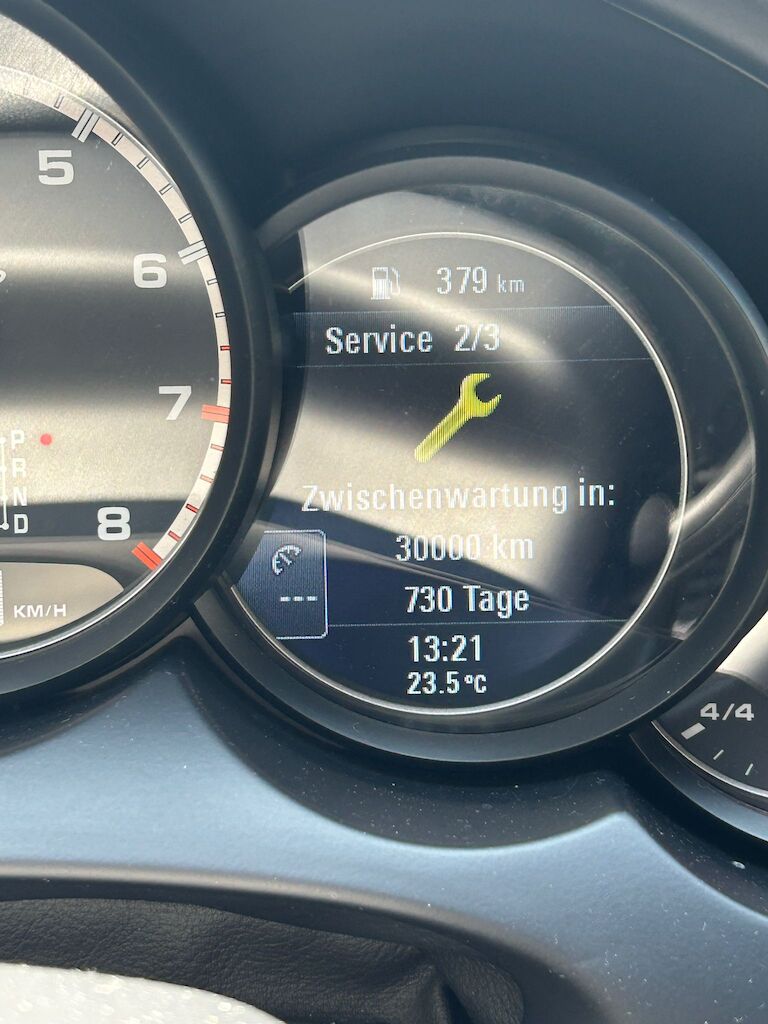 5
6
7
8
P
R
N
D
KM/H
379 km
Service 2/3
Zwischenwartung in:
30000 km
730 Tage
---
13:21
23.5°C
4/4